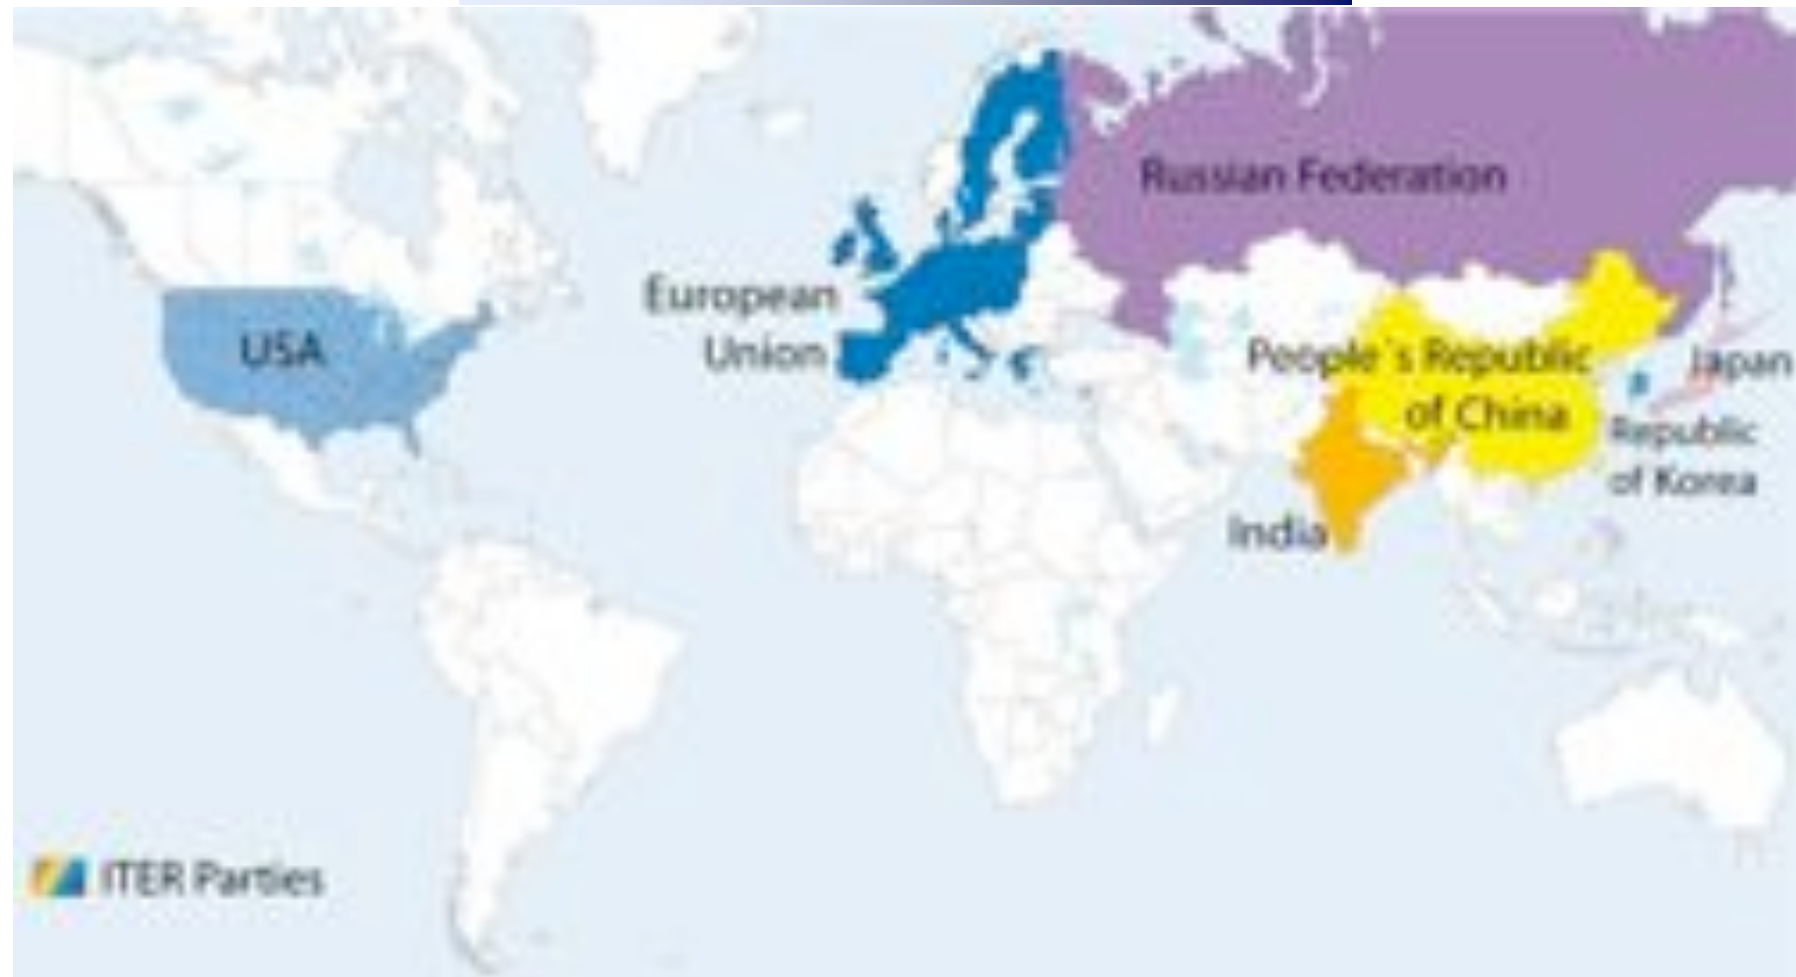 Russian Federation
European
Union
USA
People´s Republic
of China
Japan
Republic
of Korea
India
ITER Parties